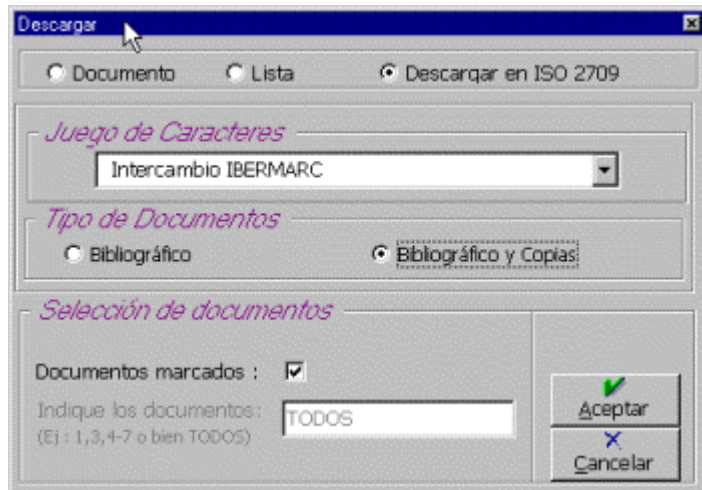 Descargar
Documento Lista Descargar en ISO 2709
Juego de Caracteres
Intercambio IBERMARC
Tipo de Documentos
Bibliográfico Bibliográfico y Copias
Selección de documentos
Documentos marcados :
Indique los documentos: TODOS
(Ej : 1,3,4-7 o bien TODOS)
Aceptar
Cancelar